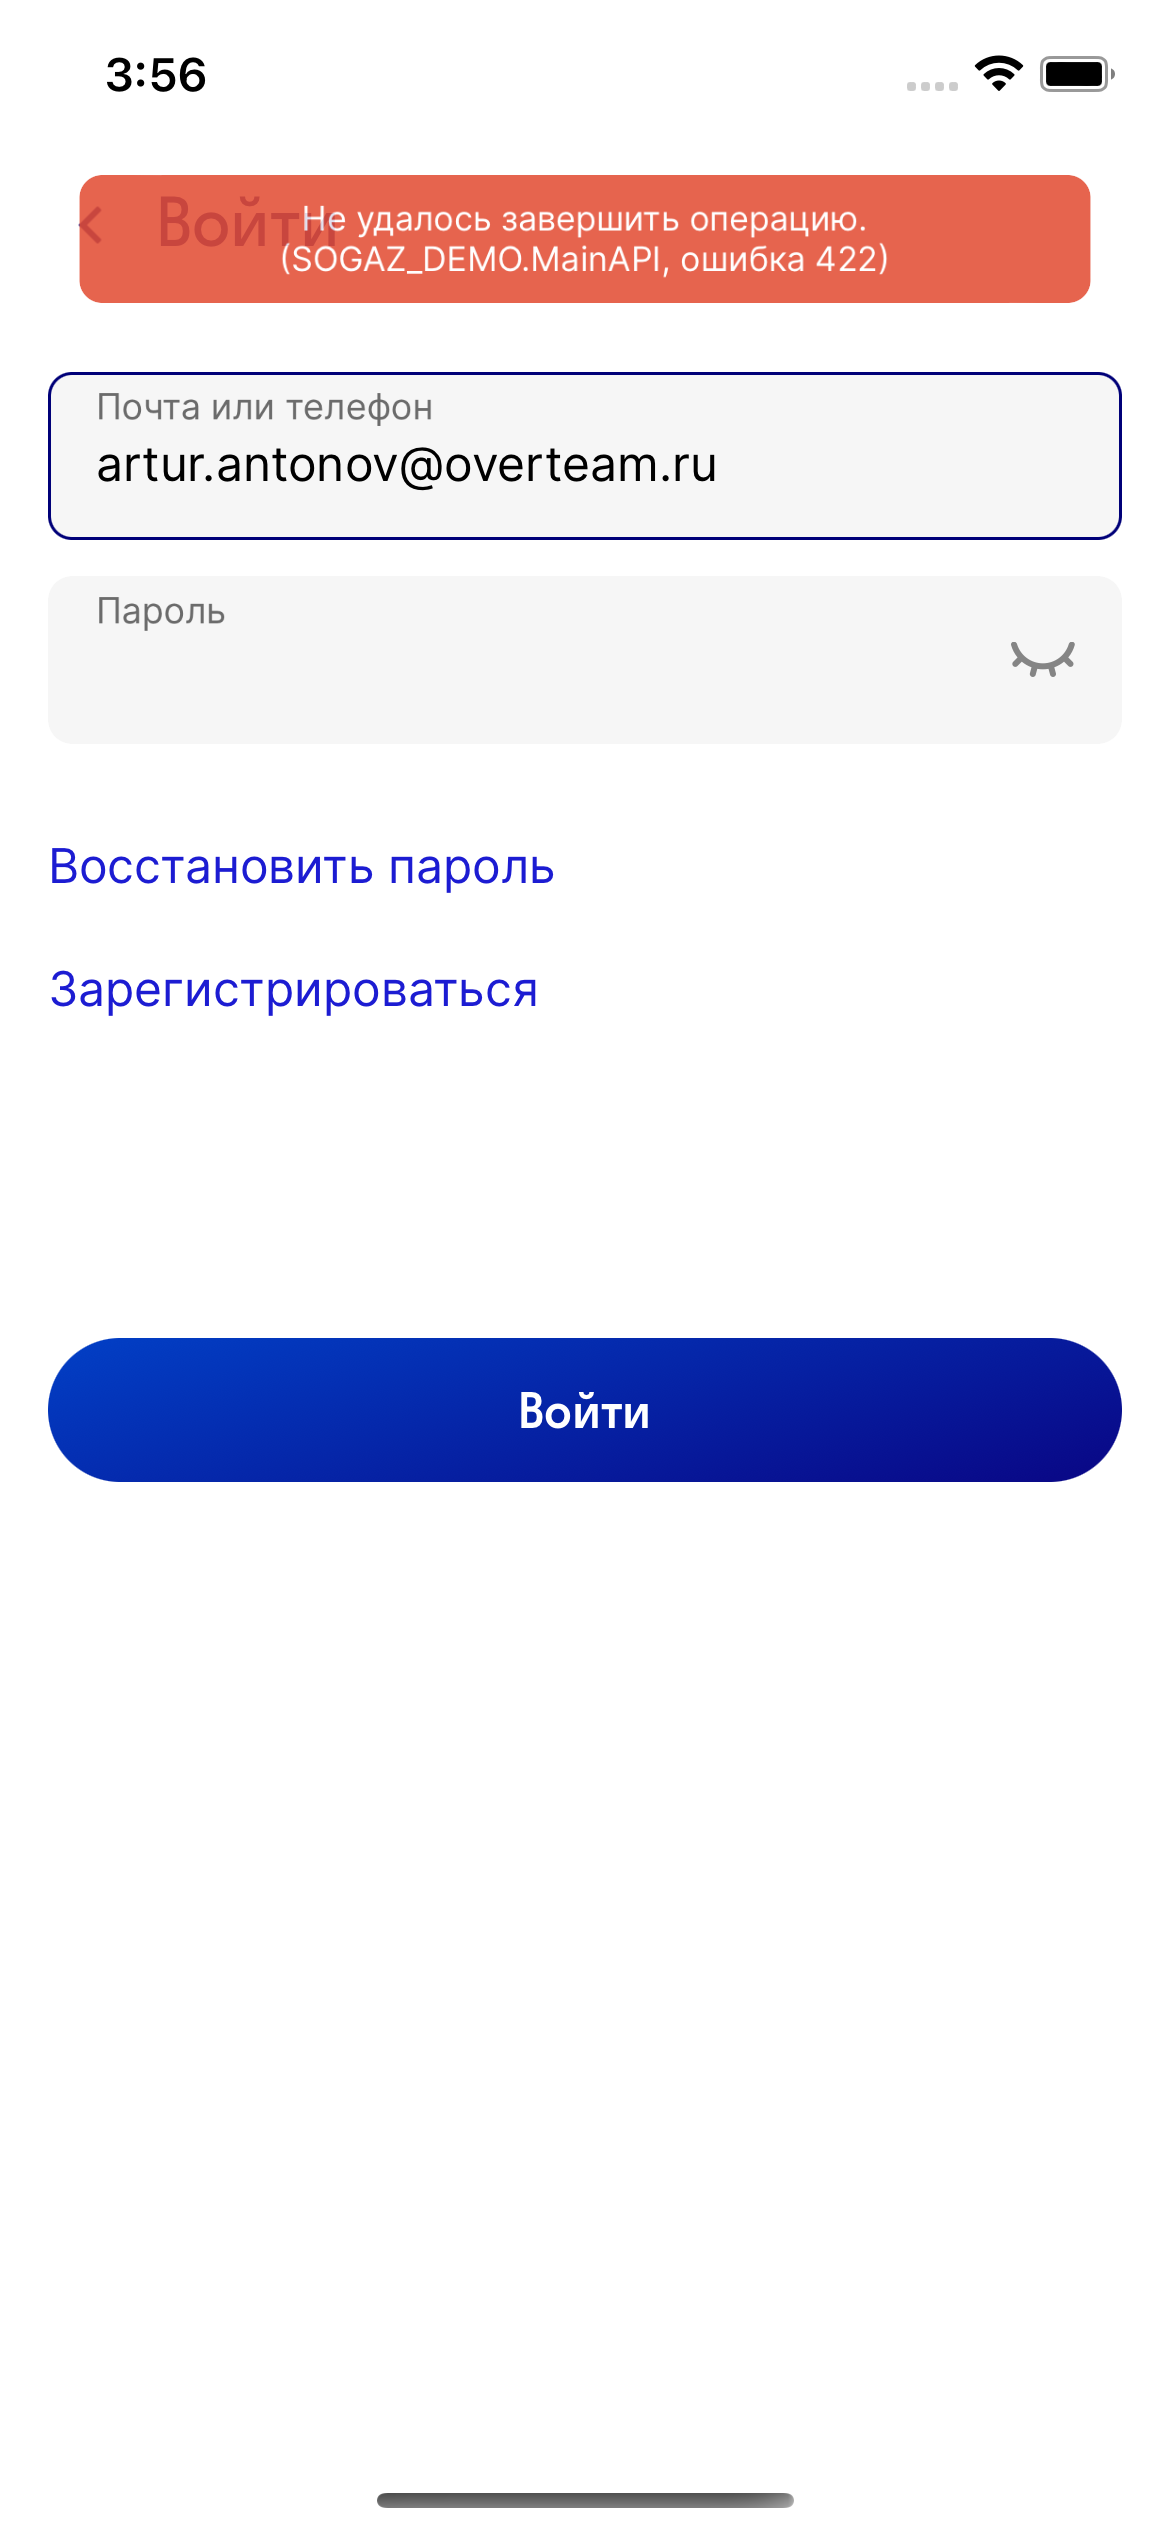 3:56
Войти
Не удалось завершить операцию.
(SOGAZ_DEMO.MainAPI, ошибка 422)
Почта или телефон
artur.antonov@overteam.ru
Пароль
Восстановить пароль
Зарегистрироваться
Войти